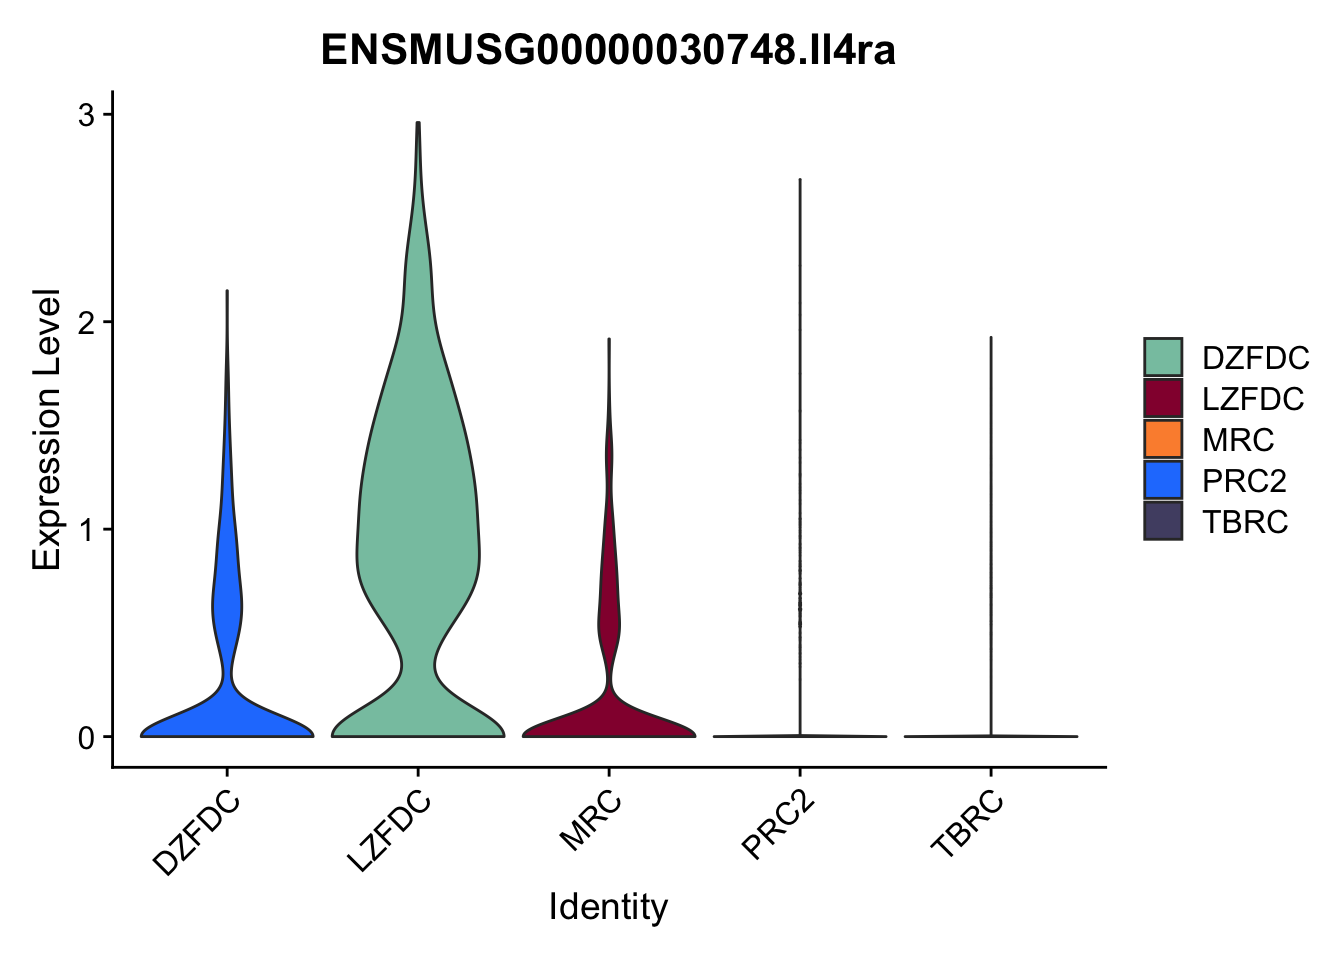 ENSMUSG00000030748.Il4ra
3
2
1
0
Expression Level
DZFDC
LZFDC
MRC
PRC2
TBRC
Identity
DZFDC
LZFDC
MRC
PRC2
TBRC